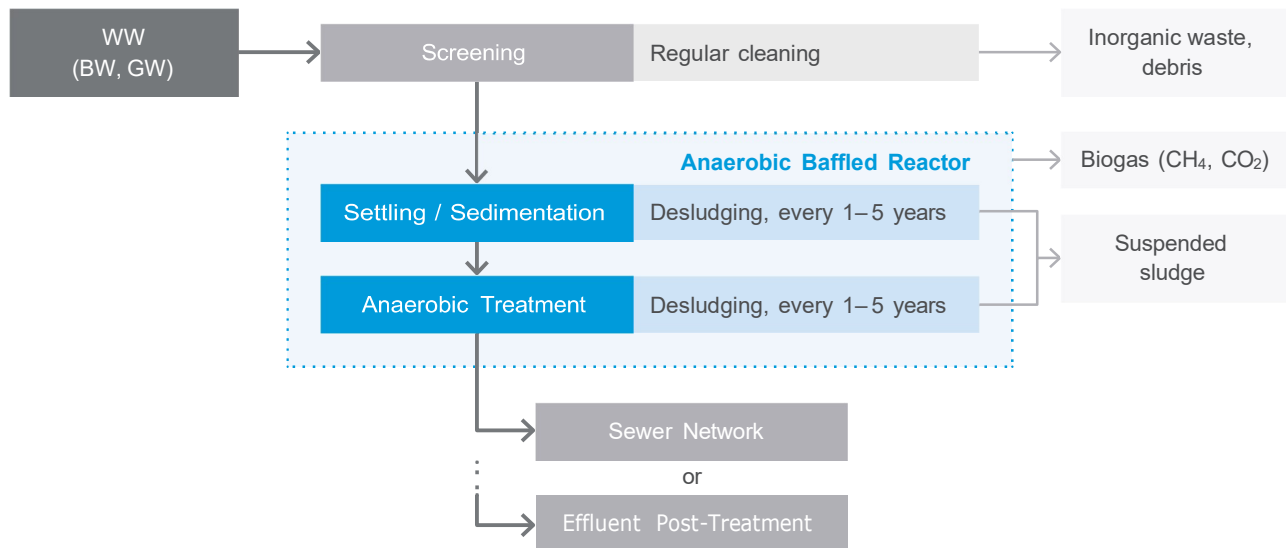 WW
(BW, GW)
Screening
Regular cleaning
Inorganic waste,
debris
Anaerobic Baffled Reactor
Biogas (CH₄, CO₂)
Settling / Sedimentation
Desludging, every 1–5 years
Suspended
sludge
Anaerobic Treatment
Desludging, every 1–5 years
Sewer Network
or
Effluent Post-Treatment